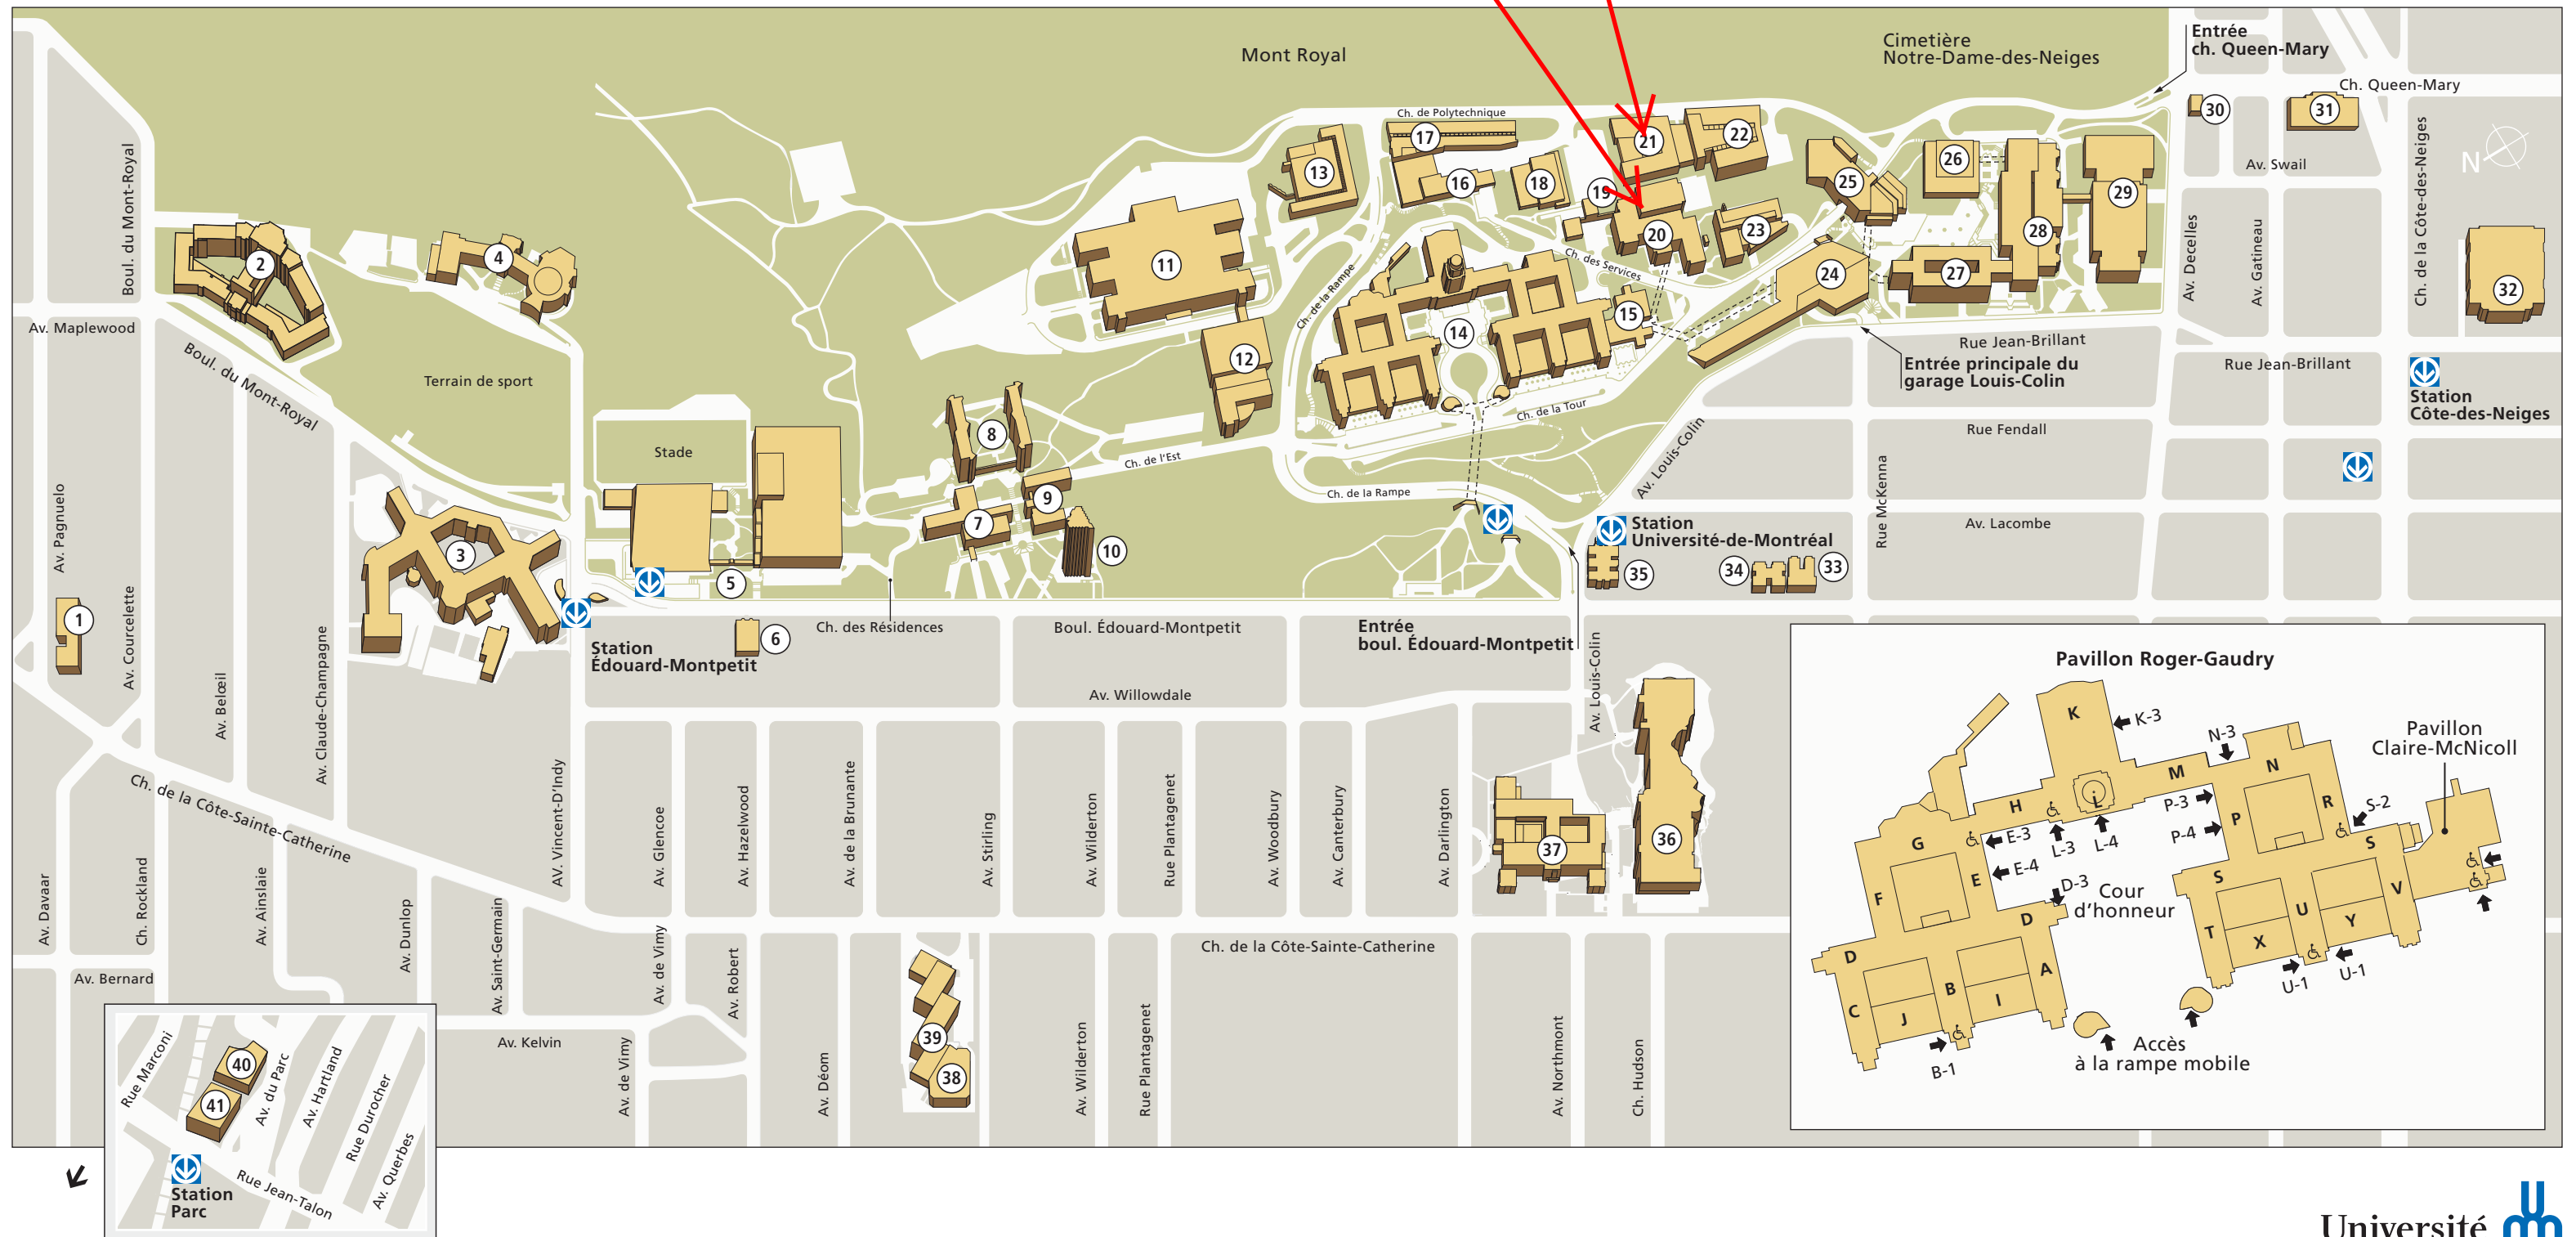 Mont Royal
Cimetière
Notre-Dame-des-Neiges
Entrée
ch. Queen-Mary
Ch. Queen-Mary
Ch. de Polytechnique
Av. Swail
N
Boul. du Mont-Royal
Av. Maplewood
Boul. du Mont-Royal
Terrain de sport
Stade
Ch. de la Rampe
Ch. des Services
Ch. de la Tour
Ch. de l'Est
Ch. de la Rampe
Av. Louis-Colin
Rue Jean-Brillant
Entrée principale du
garage Louis-Colin
Rue Jean-Brillant
Av. Decelles
Av. Gatineau
Ch. de la Côte-des-Neiges
Station
Côte-des-Neiges
Rue Fendall
Rue McKenna
Av. Lacombe
Station
Université-de-Montréal
1
2
3
4
5
6
7
8
9
10
11
12
13
14
15
16
17
18
19
20
21
22
23
24
25
26
27
28
29
30
31
32
33
34
35
36
37
38
39
40
41
Av. Pagnuelo
Av. Courcelette
Av. Belœil
Av. Claude-Champagne
Station
Édouard-Montpetit
Ch. des Résidences
Boul. Édouard-Montpetit
Entrée
boul. Édouard-Montpetit
Av. Louis-Colin
Av. Willowdale
Ch. de la Côte-Sainte-Catherine
AV. Vincent-D'Indy
Av. Glencoe
Av. Hazelwood
Av. de la Brunante
Av. Stirling
Av. Wilderton
Rue Plantagenet
Av. Woodbury
Av. Canterbury
Av. Darlington
Av. Davaar
Ch. Rockland
Av. Ainslaie
Av. Dunlop
Av. Saint-Germain
Av. de Vimy
Av. Robert
Ch. de la Côte-Sainte-Catherine
Av. Bernard
Av. Kelvin
Av. de Vimy
Av. Déom
Av. Wilderton
Rue Plantagenet
Av. Northmont
Ch. Hudson
Rue Marconi
Av. du Parc
Av. Hartland
Rue Durocher
Av. Querbes
Rue Jean-Talon
Station
Parc
Pavillon Roger-Gaudry
Pavillon
Claire-McNicoll
K
K-3
N-3
M
N
H
L
P-3
P
R
S-2
G
E-3
L-3
L-4
P-4
S
E
E-4
D-3
Cour
d'honneur
S
V
F
D
U
Y
T
X
D
A
B
I
U-1
U-1
C
J
B-1
Accès
à la rampe mobile
Université